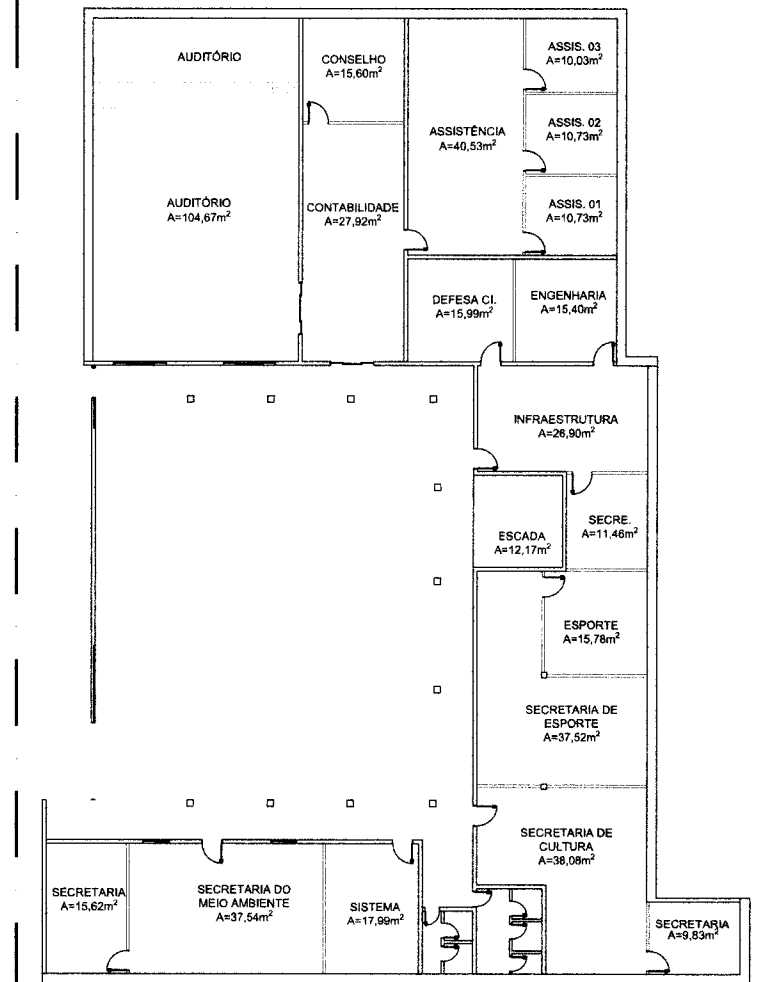 AUDITÓRIO
CONSELHO
A=15,60m²
ASSIS. 03
A=10,03m²
ASSISTÊNCIA
A=40,53m²
ASSIS. 02
A=10,73m²
AUDITÓRIO
A=104,67m²
CONTABILIDADE
A=27,92m²
ASSIS. 01
A=10,73m²
DEFESA CI.
A=15,99m²
ENGENHARIA
A=15,40m²
INFRAESTRUTURA
A=26,90m²
ESCADA
A=12,17m²
SECRE.
A=11,46m²
ESPORTE
A=15,78m²
SECRETARIA DE
ESPORTE
A=37,52m²
SECRETARIA DE
CULTURA
A=38,08m²
SECRETARIA
A=15,62m²
SECRETARIA DO
MEIO AMBIENTE
A=37,54m²
SISTEMA
A=17,99m²
SECRETARIA
A=9,83m²